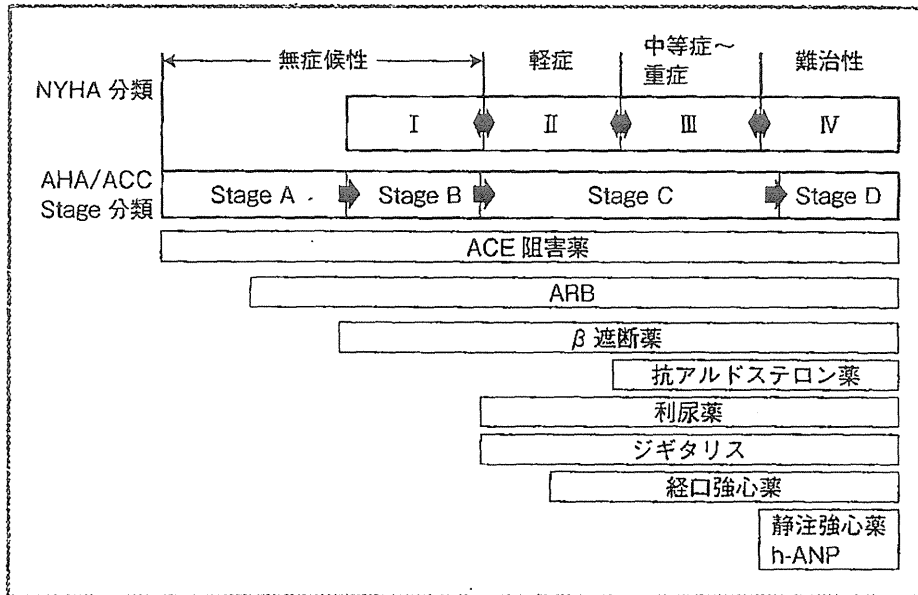 無症候性
軽症
中等症～
重症
難治性
NYHA 分類
I
II
III
IV
AHA/ACC
Stage 分類
Stage A
Stage B
Stage C
Stage D
ACE 阻害薬
ARB
β 遮断薬
抗アルドステロン薬
利尿薬
ジギタリス
経口強心薬
静注強心薬
h-ANP